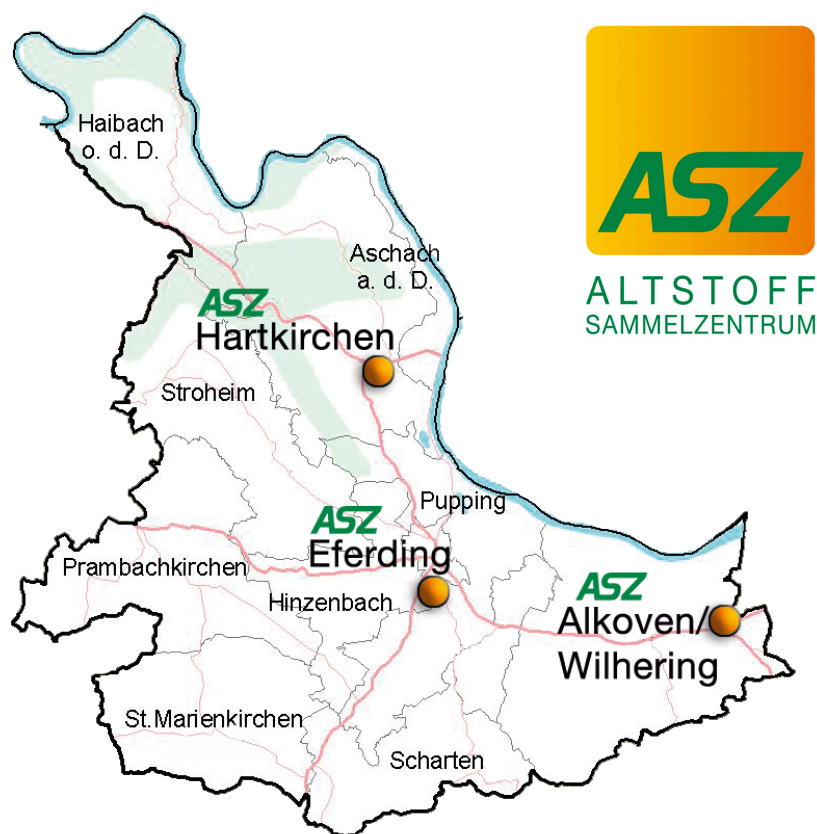 Haibach
o. d. D.
ASZ
ALTSTOFF
SAMMELZENTRUM
Aschach
a. d. D.
ASZ
Hartkirchen
Stroheim
Pupping
ASZ
Eferding
Prambachkirchen
Hinzenbach
ASZ
Alkoven/
Wilhering
St.Marienkirchen
Scharten